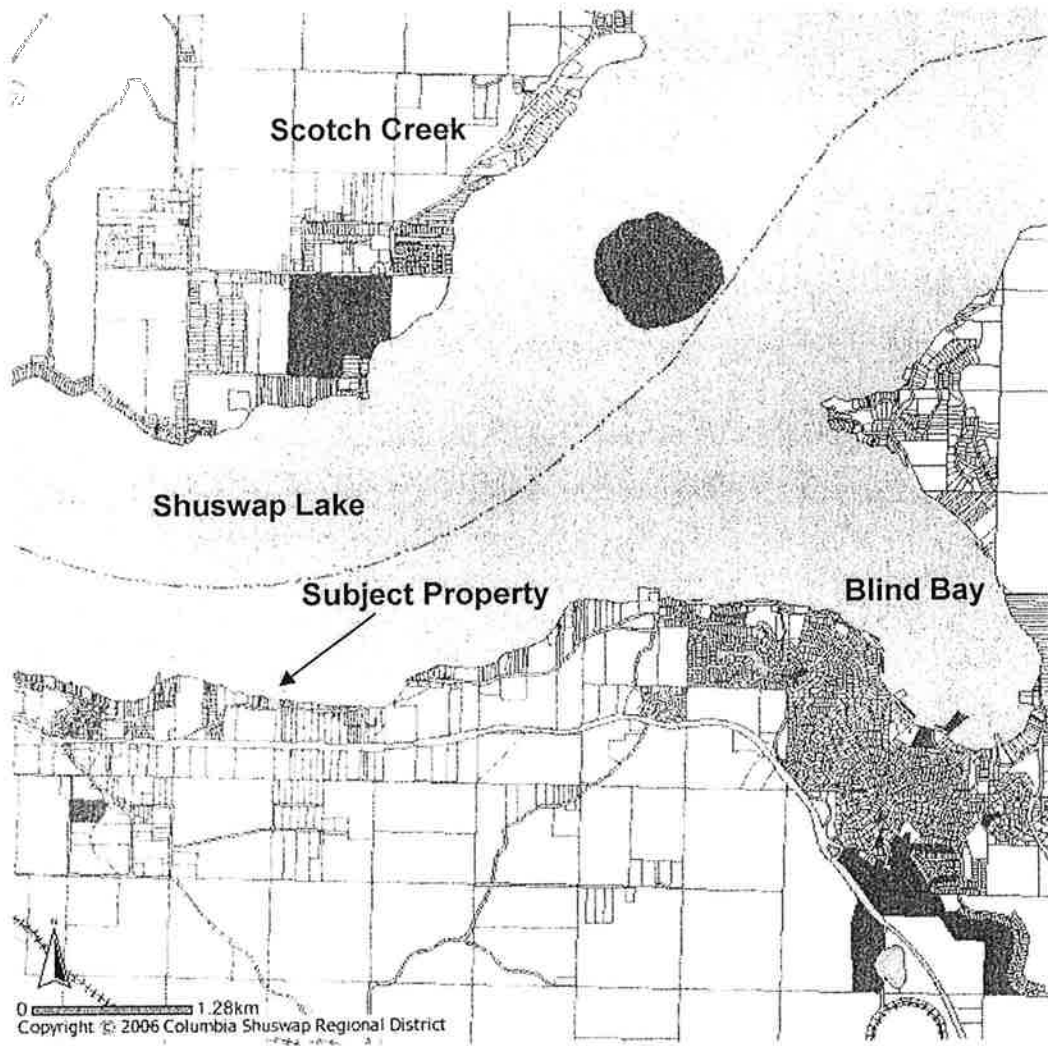 Scotch Creek
Shuswap Lake
Subject Property
Blind Bay
N
0 1.28km
Copyright © 2006 Columbia Shuswap Regional District